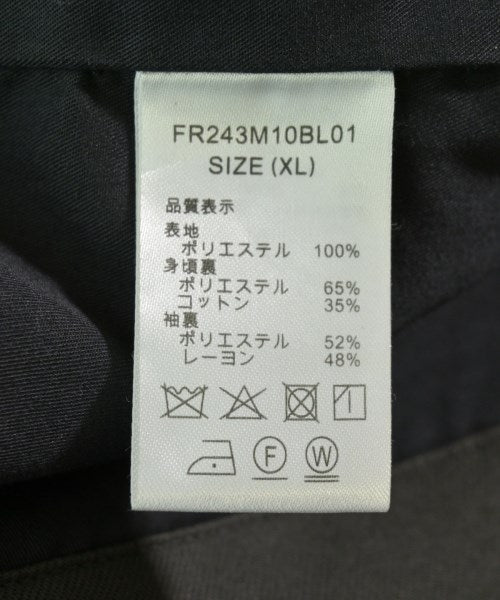 FR243M10BL01
SIZE (XL)
品質表示
表地
ポリエステル 100%
身頃裏
ポリエステル 65%
コットン 35%
袖裏
ポリエステル 52%
レーヨン 48%
F W